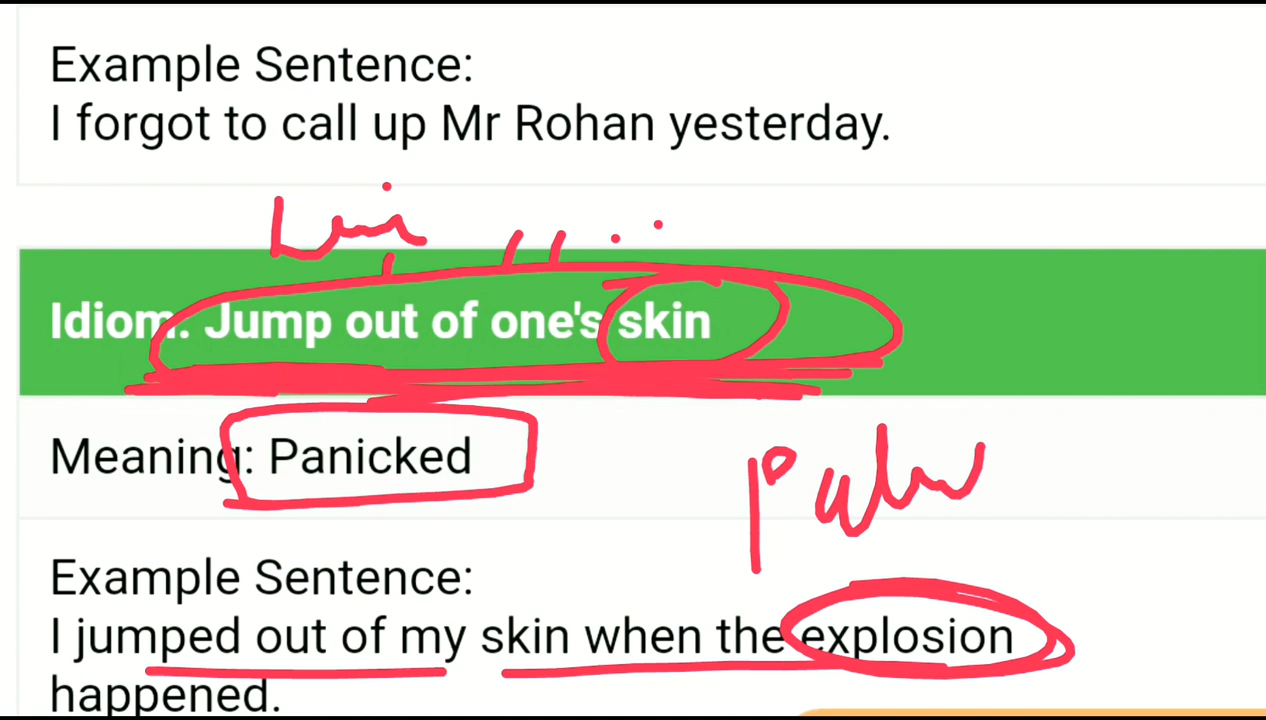 Example Sentence:
I forgot to call up Mr Rohan yesterday.
Idiom: Jump out of one's skin
Meaning: Panicked
Example Sentence:
I jumped out of my skin when the explosion
happened.